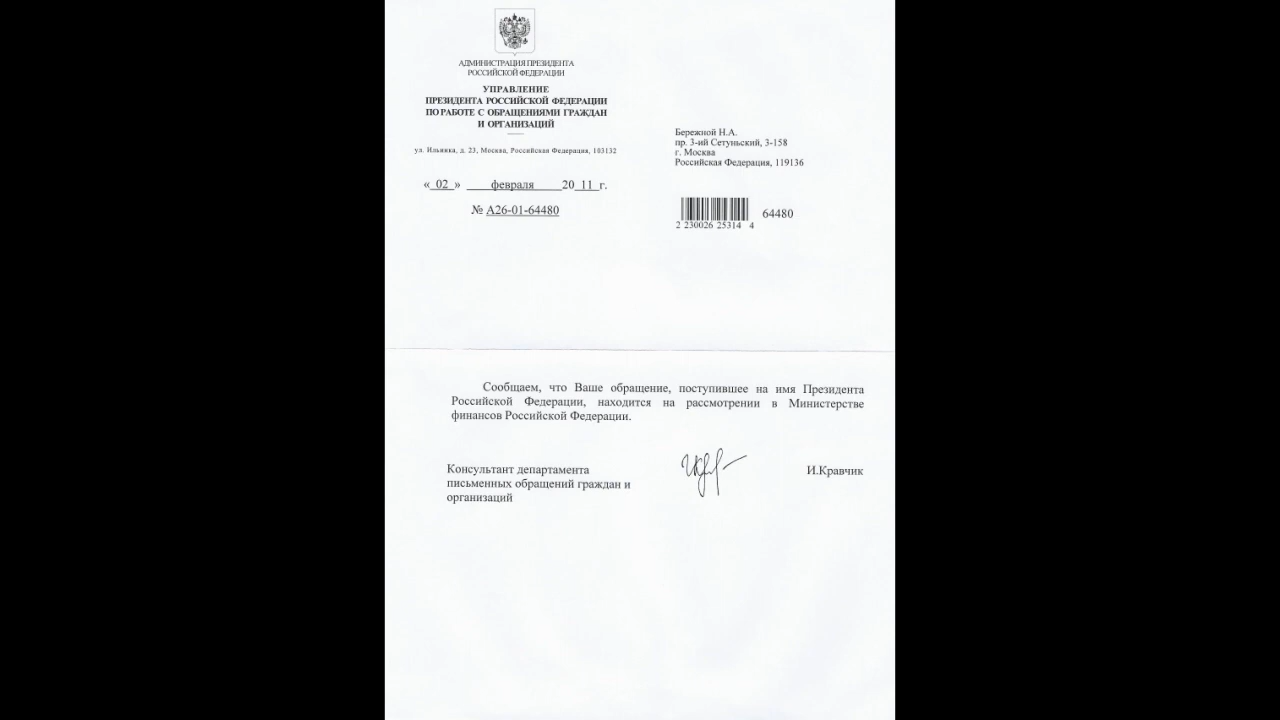 АДМИНИСТРАЦИЯ ПРЕЗИДЕНТА
РОССИЙСКОЙ ФЕДЕРАЦИИ
УПРАВЛЕНИЕ
ПРЕЗИДЕНТА РОССИЙСКОЙ ФЕДЕРАЦИИ
ПО РАБОТЕ С ОБРАЩЕНИЯМИ ГРАЖДАН
И ОРГАНИЗАЦИЙ
ул. Ильинка, д. 23, Москва, Российская Федерация, 103132
« 02 » февраля 20 11 г.
№ А26-01-64480
Бережной Н.А.
пр. 3-ий Сетуньский, 3-158
г. Москва
Российская Федерация, 119136
64480
2 230026 25314 4
Сообщаем, что Ваше обращение, поступившее на имя Президента
Российской Федерации, находится на рассмотрении в Министерстве
финансов Российской Федерации.
Консультант департамента
письменных обращений граждан и
организаций
И.Кравчик